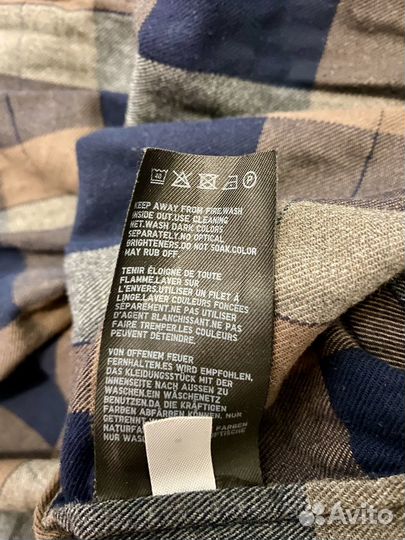 40 P
KEEP AWAY FROM FIRE.WASH
INSIDE OUT.USE CLEANING
NET.WASH DARK COLORS
SEPARATELY.NO OPTICAL
BRIGHTENERS.DO NOT SOAK.COLOR
MAY RUB OFF.
TENIR ÉLOIGNÉ DE TOUTE
FLAMME.LAVER SUR
L'ENVERS.UTILISER UN FILET À
LINGE.LAVER COULEURS FONCÉES
SÉPARÉMENT.NE PAS UTILISER
D'AGENT BLANCHISSANT.NE PAS
FAIRE TREMPER.LES COULEURS
PEUVENT DÉTEINDRE.
VON OFFENEM FEUER
FERNHALTEN.ES WIRD EMPFOHLEN,
DAS KLEIDUNGSSTÜCK MIT DER
INNENSEITE NACH AUSSEN ZU
WASCHEN.EIN WÄSCHENETZ
BENUTZEN.DA DIE KRÄFTIGEN
FARBEN ABFÄRBEN KÖNNEN,
Avito